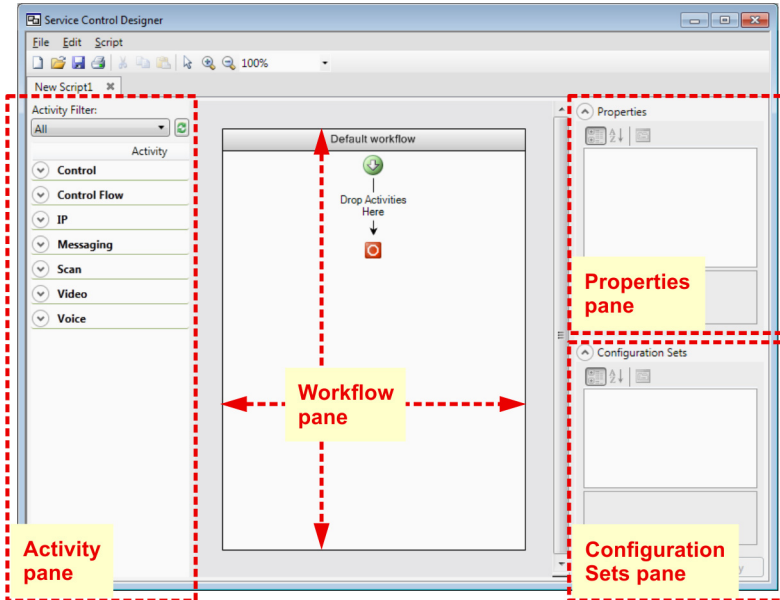 Service Control Designer
File Edit Script
100%
New Script1
Activity Filter:
All
Activity
Control
Control Flow
IP
Messaging
Scan
Video
Voice
Activity
pane
Default workflow
Drop Activities
Here
Workflow
pane
Properties
Properties
pane
Configuration Sets
Configuration
Sets pane